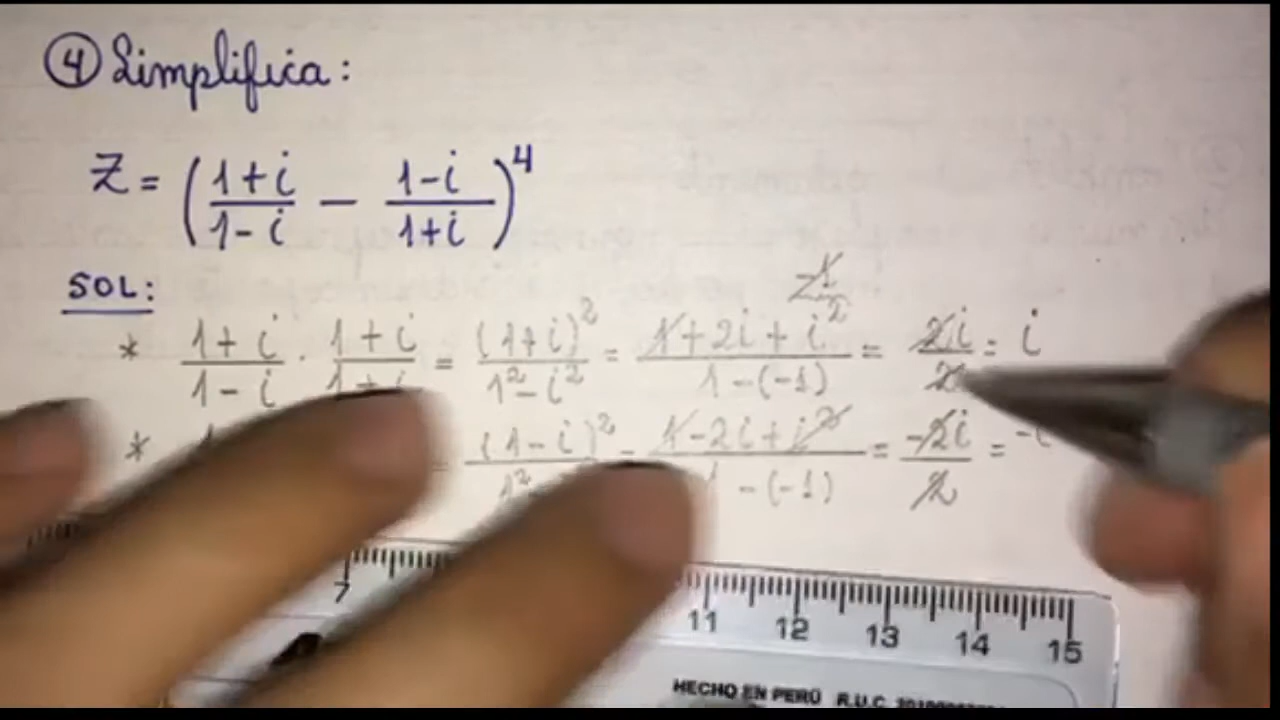 ④ Simplifica:
Z = ( (1+i)/(1-i) - (1-i)/(1+i) )^4
SOL:
* (1+i)/(1-i) · (1+i)/(1+i) = (1+i)²/(1²-i²) = (1+2i+i²)/(1-(-1)) = 2i/2 = i
* = (1-i)² = (1-2i+i²)/(1-(-1)) = -2i/2 = -i
7 11 12 13 14 15
HECHO EN PERÚ R.U.C.